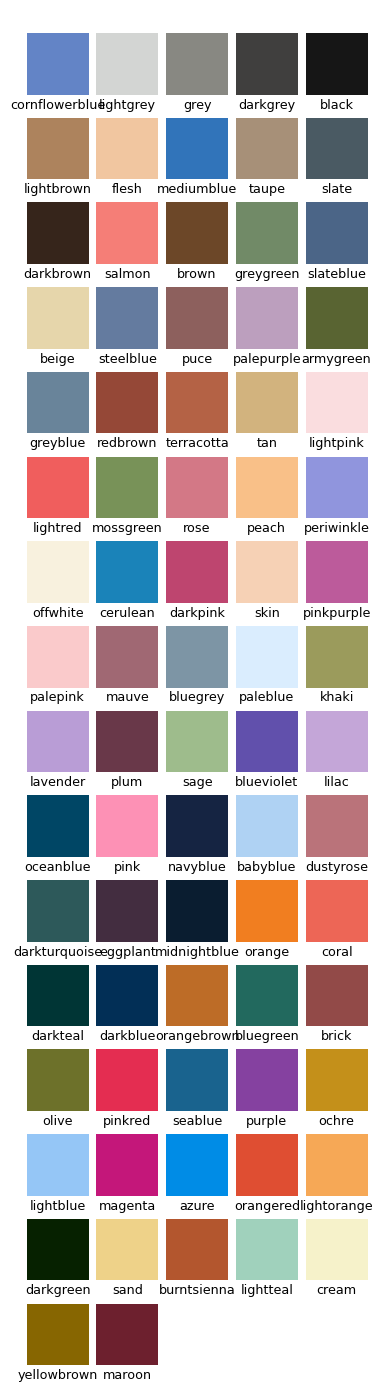 cornflowerblue lightgrey grey darkgrey black
lightbrown flesh mediumblue taupe slate
darkbrown salmon brown greygreen slateblue
beige steelblue puce palepurple armygreen
greyblue redbrown terracotta tan lightpink
lightred mossgreen rose peach periwinkle
offwhite cerulean darkpink skin pinkpurple
palepink mauve bluegrey paleblue khaki
lavender plum sage blueviolet lilac
oceanblue pink navyblue babyblue dustyrose
darkturquoise eggplant midnightblue orange coral
darkteal darkblue orangebrown bluegreen brick
olive pinkred seablue purple ochre
lightblue magenta azure orangered lightorange
darkgreen sand burntsienna lightteal cream
yellowbrown maroon